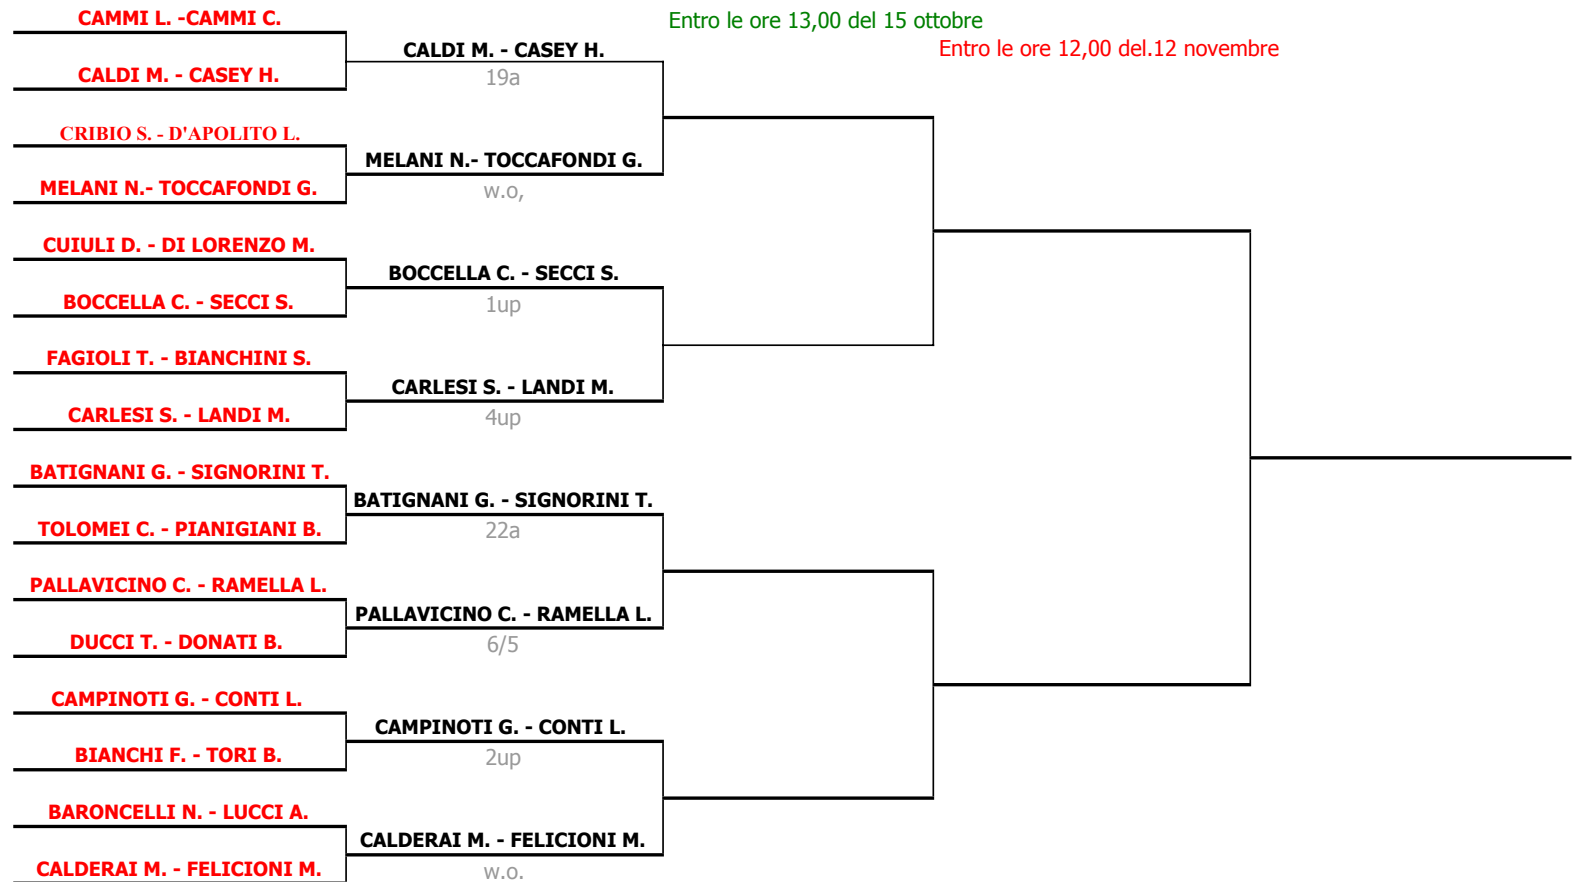 CAMMI L. -CAMMI C.
Entro le ore 13,00 del 15 ottobre
CALDI M. - CASEY H.
Entro le ore 12,00 del.12 novembre
CALDI M. - CASEY H.
19a
CRIBIO S. - D'APOLITO L.
MELANI N.- TOCCAFONDI G.
MELANI N.- TOCCAFONDI G.
w.o,
CUIULI D. - DI LORENZO M.
BOCCELLA C. - SECCI S.
BOCCELLA C. - SECCI S.
1up
FAGIOLI T. - BIANCHINI S.
CARLESI S. - LANDI M.
CARLESI S. - LANDI M.
4up
BATIGNANI G. - SIGNORINI T.
BATIGNANI G. - SIGNORINI T.
TOLOMEI C. - PIANIGIANI B.
22a
PALLAVICINO C. - RAMELLA L.
PALLAVICINO C. - RAMELLA L.
DUCCI T. - DONATI B.
6/5
CAMPINOTI G. - CONTI L.
CAMPINOTI G. - CONTI L.
BIANCHI F. - TORI B.
2up
BARONCELLI N. - LUCCI A.
CALDERAI M. - FELICIONI M.
CALDERAI M. - FELICIONI M.
w.o.